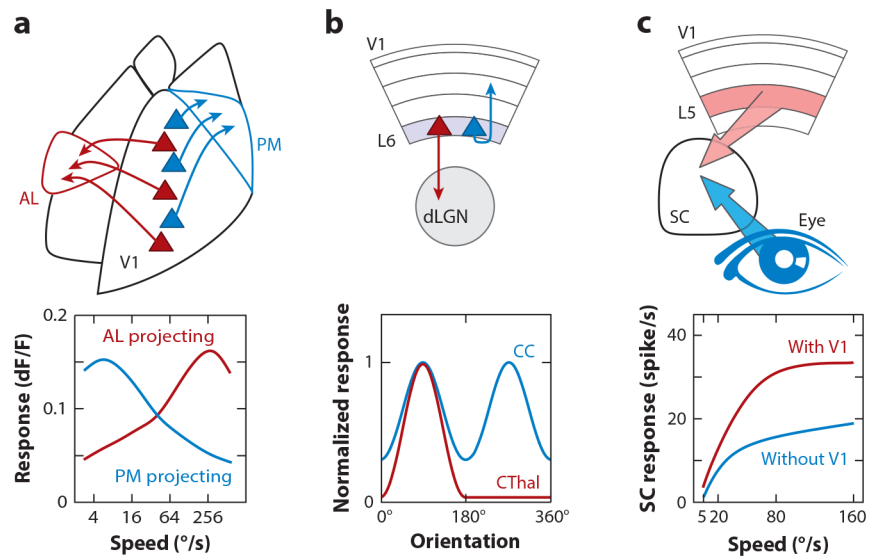 a
AL
PM
V1
0.2
0.1
0
Response (dF/F)
AL projecting
PM projecting
4 16 64 256
Speed (°/s)
b
V1
L6
dLGN
1
0
Normalized response
CC
CThal
0° 180° 360°
Orientation
c
V1
L5
SC
Eye
40
20
0
SC response (spike/s)
With V1
Without V1
5 20 80 160
Speed (°/s)